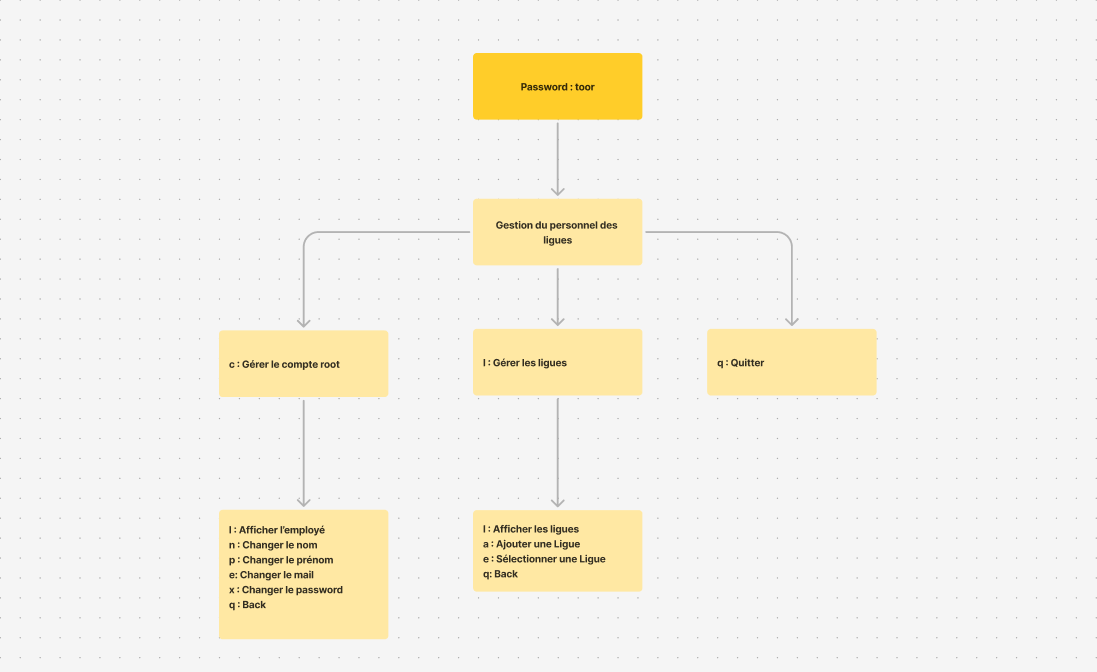 Password : toor
Gestion du personnel des
ligues
c : Gérer le compte root
l : Gérer les ligues
q : Quitter
l : Afficher l'employé
n : Changer le nom
p : Changer le prénom
e: Changer le mail
x : Changer le password
q : Back
l : Afficher les ligues
a : Ajouter une Ligue
e : Sélectionner une Ligue
q: Back